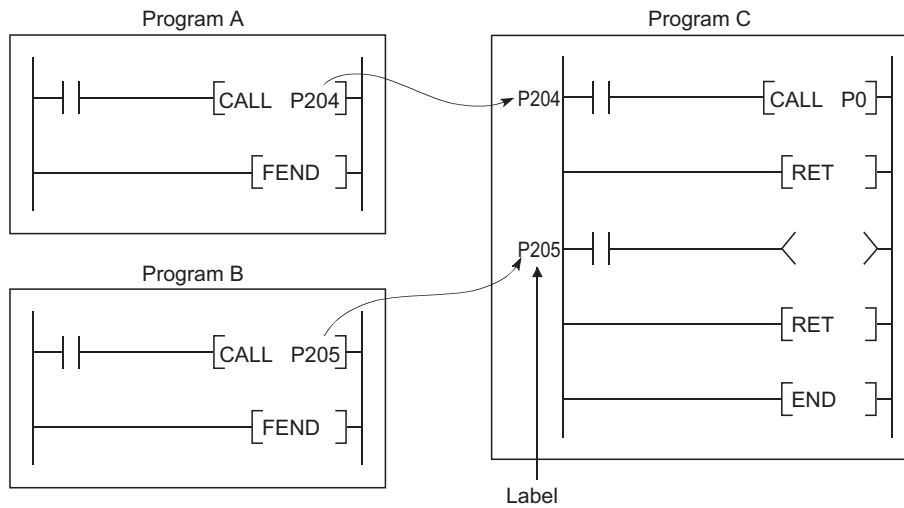 Program A
CALL P204
FEND
Program B
CALL P205
FEND
Program C
P204 CALL P0
RET
P205
RET
END
Label